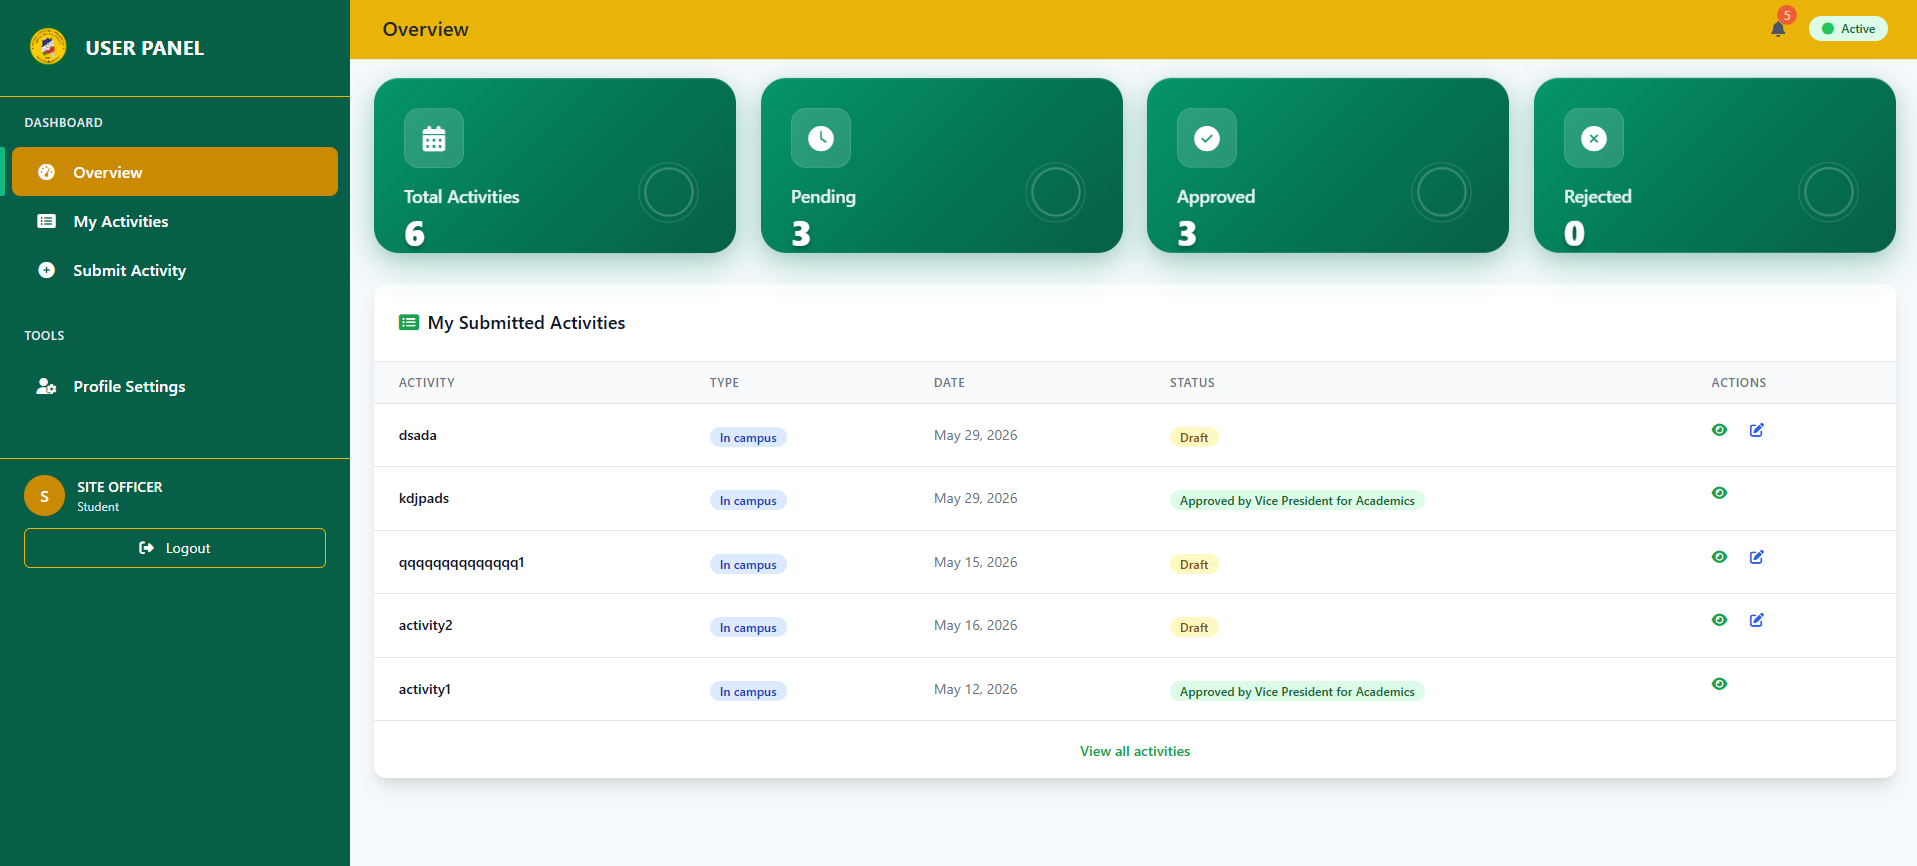 USER PANEL
DASHBOARD
Overview
My Activities
Submit Activity
TOOLS
Profile Settings
S
SITE OFFICER
Student
Logout
Overview
5
Active
Total Activities
6
Pending
3
Approved
3
Rejected
0
My Submitted Activities
ACTIVITY TYPE DATE STATUS ACTIONS
dsada In campus May 29, 2026 Draft
kdjpads In campus May 29, 2026 Approved by Vice President for Academics
qqqqqqqqqqqqqq1 In campus May 15, 2026 Draft
activity2 In campus May 16, 2026 Draft
activity1 In campus May 12, 2026 Approved by Vice President for Academics
View all activities